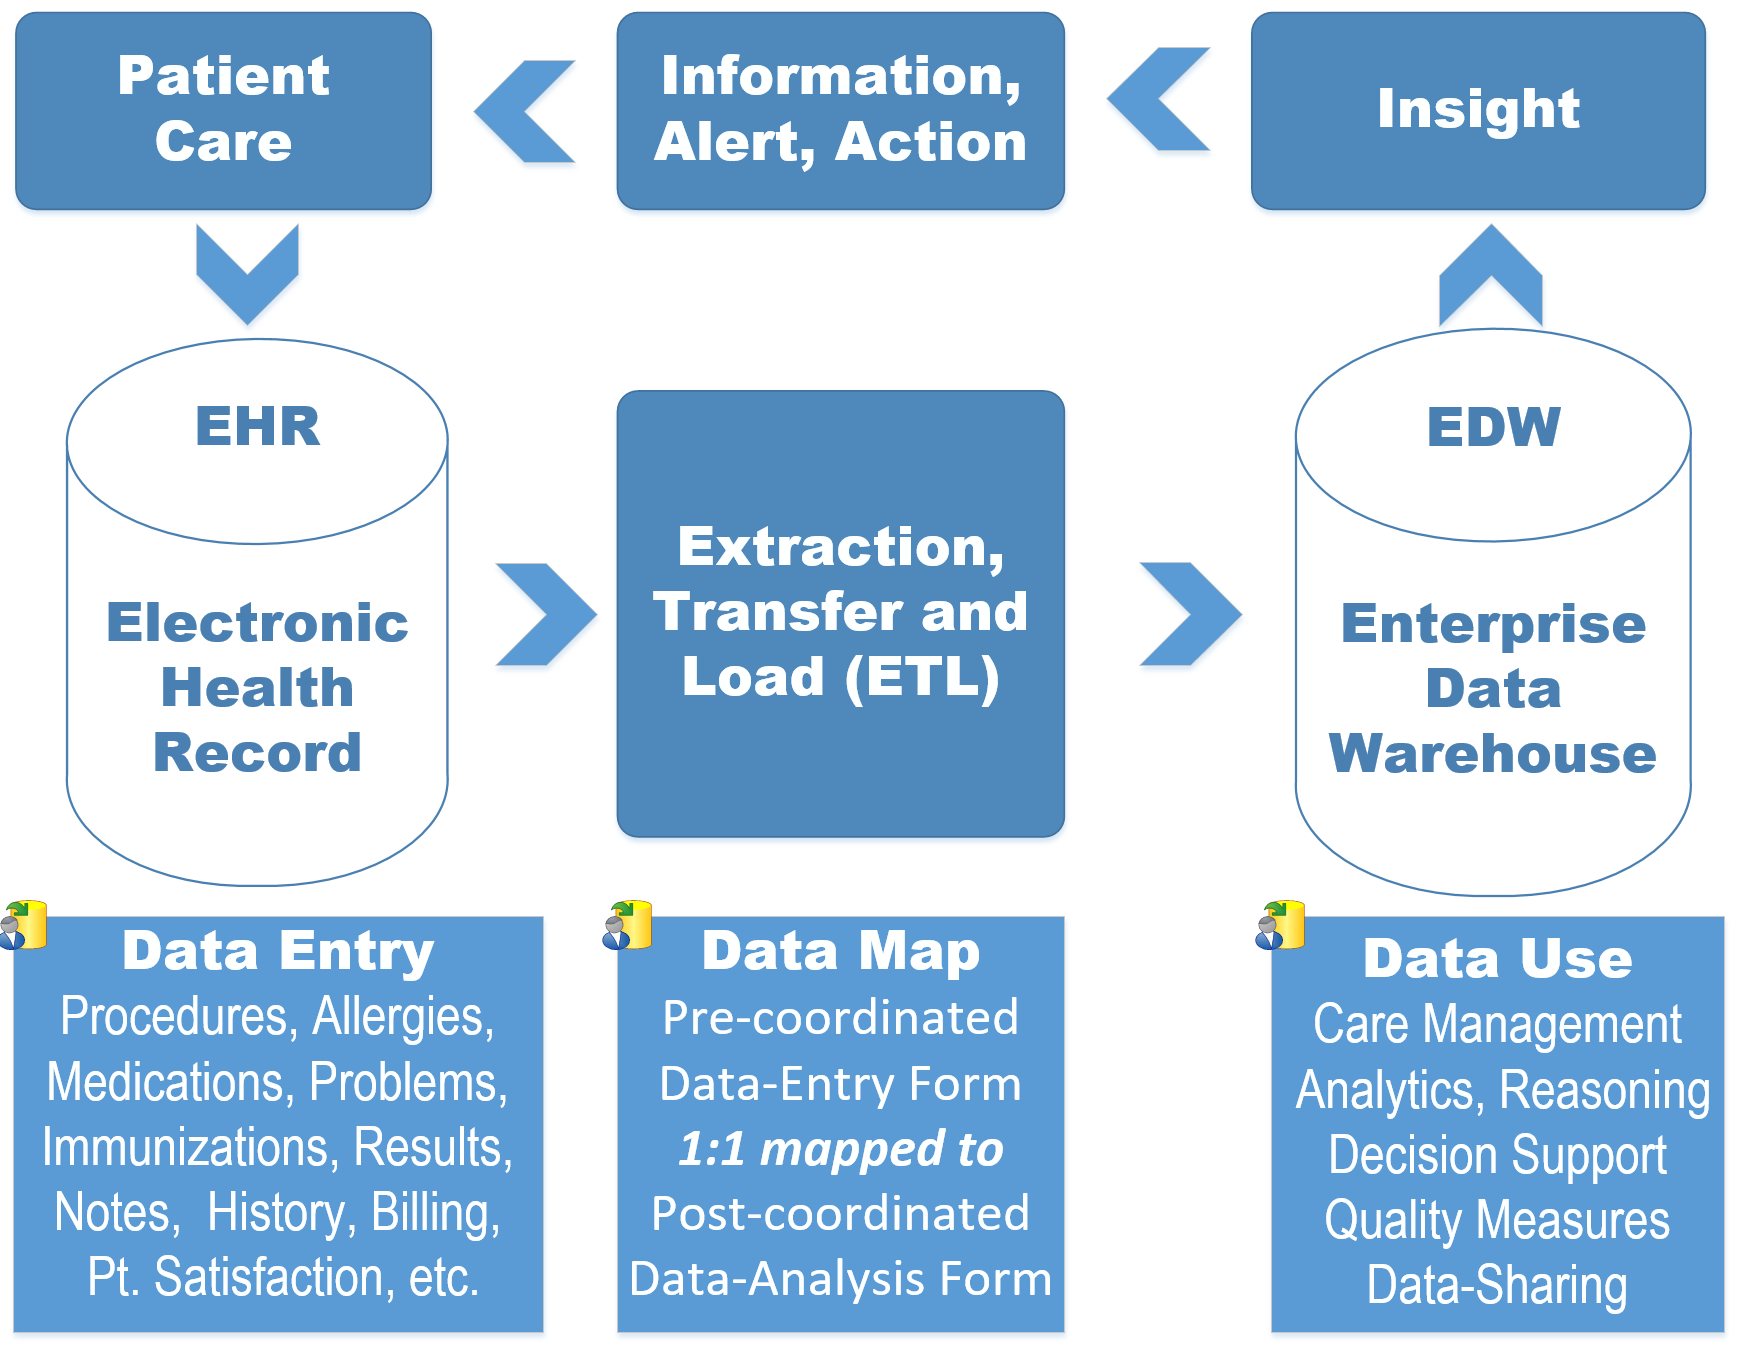 Patient
Care
Information,
Alert, Action
Insight
EHR
Electronic
Health
Record
Extraction,
Transfer and
Load (ETL)
EDW
Enterprise
Data
Warehouse
Data Entry
Procedures, Allergies,
Medications, Problems,
Immunizations, Results,
Notes, History, Billing,
Pt. Satisfaction, etc.
Data Map
Pre-coordinated
Data-Entry Form
1:1 mapped to
Post-coordinated
Data-Analysis Form
Data Use
Care Management
Analytics, Reasoning
Decision Support
Quality Measures
Data-Sharing